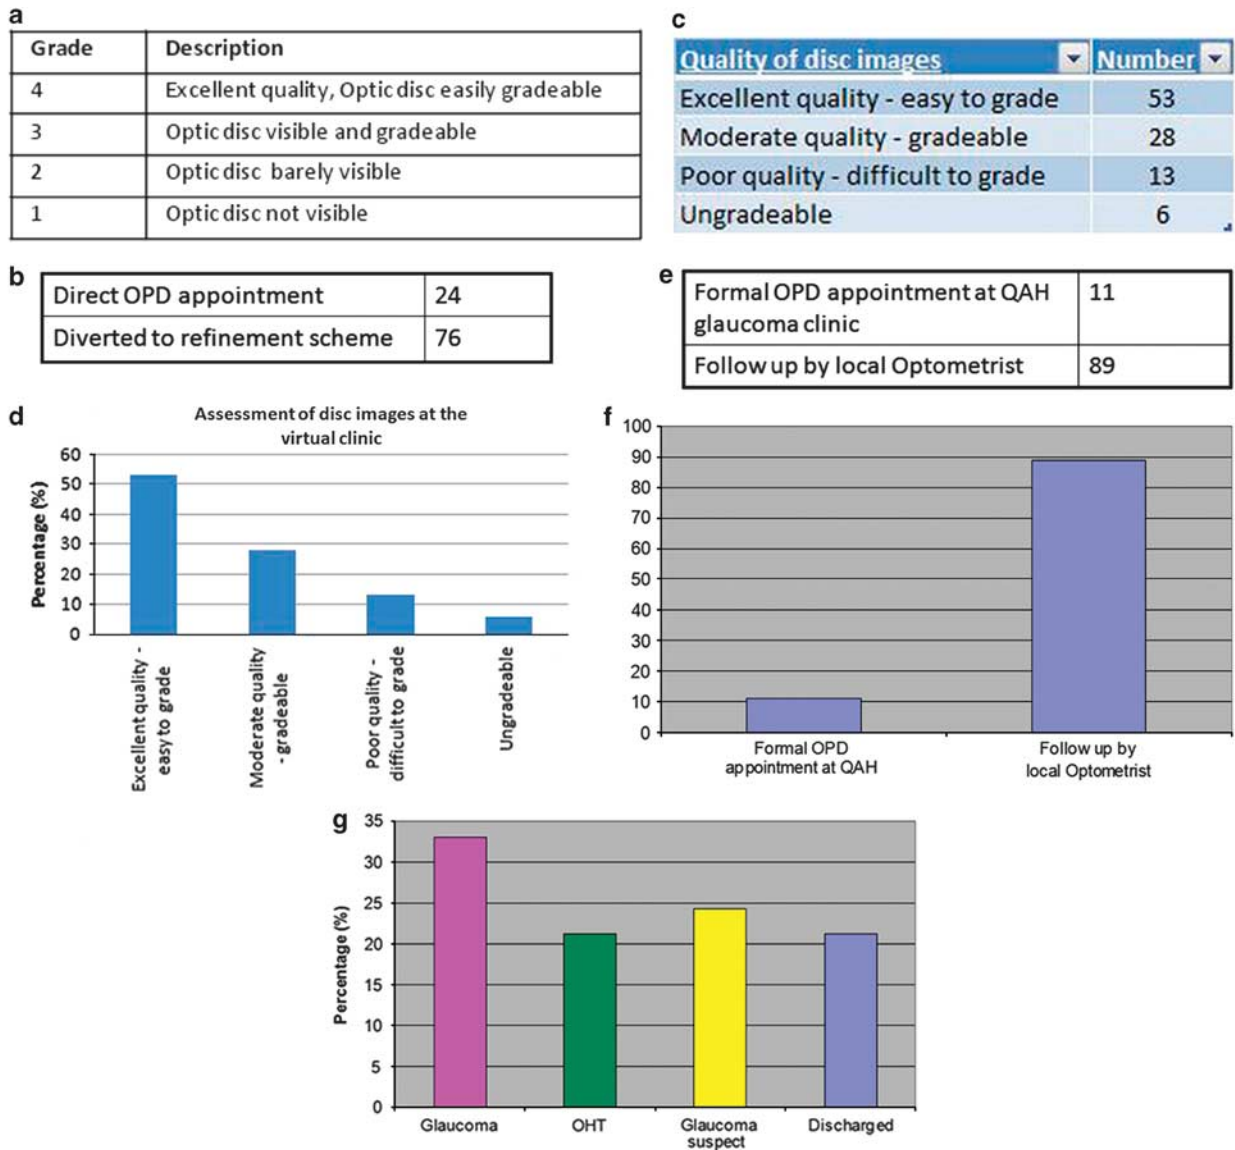 a
Grade Description
4 Excellent quality, Optic disc easily gradeable
3 Optic disc visible and gradeable
2 Optic disc barely visible
1 Optic disc not visible
c
Quality of disc images Number
Excellent quality - easy to grade 53
Moderate quality - gradeable 28
Poor quality - difficult to grade 13
Ungradeable 6
b
Direct OPD appointment 24
Diverted to refinement scheme 76
e
Formal OPD appointment at QAH 11
glaucoma clinic
Follow up by local Optometrist 89
d
Assessment of disc images at the
virtual clinic
Percentage (%)
60
50
40
30
20
10
0
Excellent quality -
easy to grade
Moderate quality
- gradeable
Poor quality -
difficult to grade
Ungradeable
f
100
90
80
70
60
50
40
30
20
10
0
Formal OPD
appointment at QAH
Follow up by
local Optometrist
g
Percentage (%)
35
30
25
20
15
10
5
0
Glaucoma
OHT
Glaucoma
suspect
Discharged